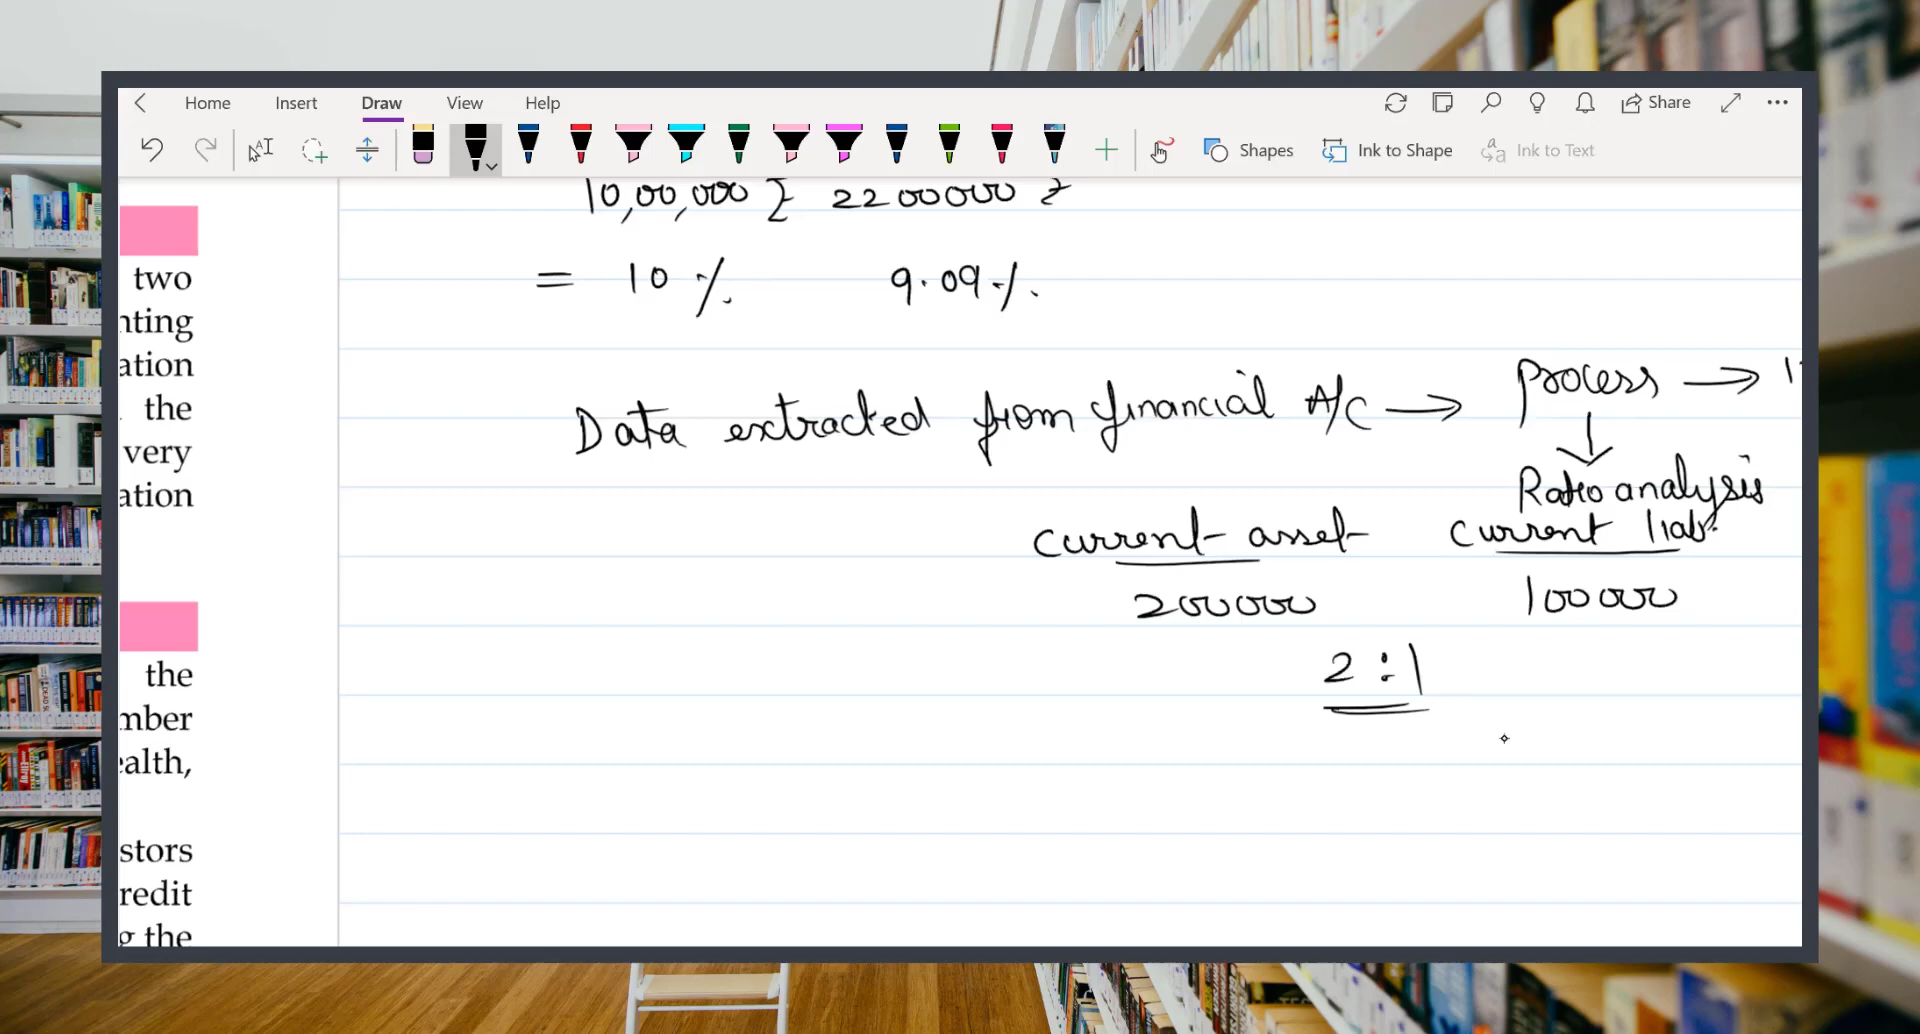 Home Insert Draw View Help Share
Shapes Ink to Shape Ink to Text
10,00,000 ₹ 2200000 ₹
= 10 % 9.09 %.
two
nting
ation
the
very
ation
the
mber
ealth,
stors
redit
g the
Data extracted from financial A/C → process →
↓
Ratio analysis
current asset current liab.
200000 100000
2 : 1